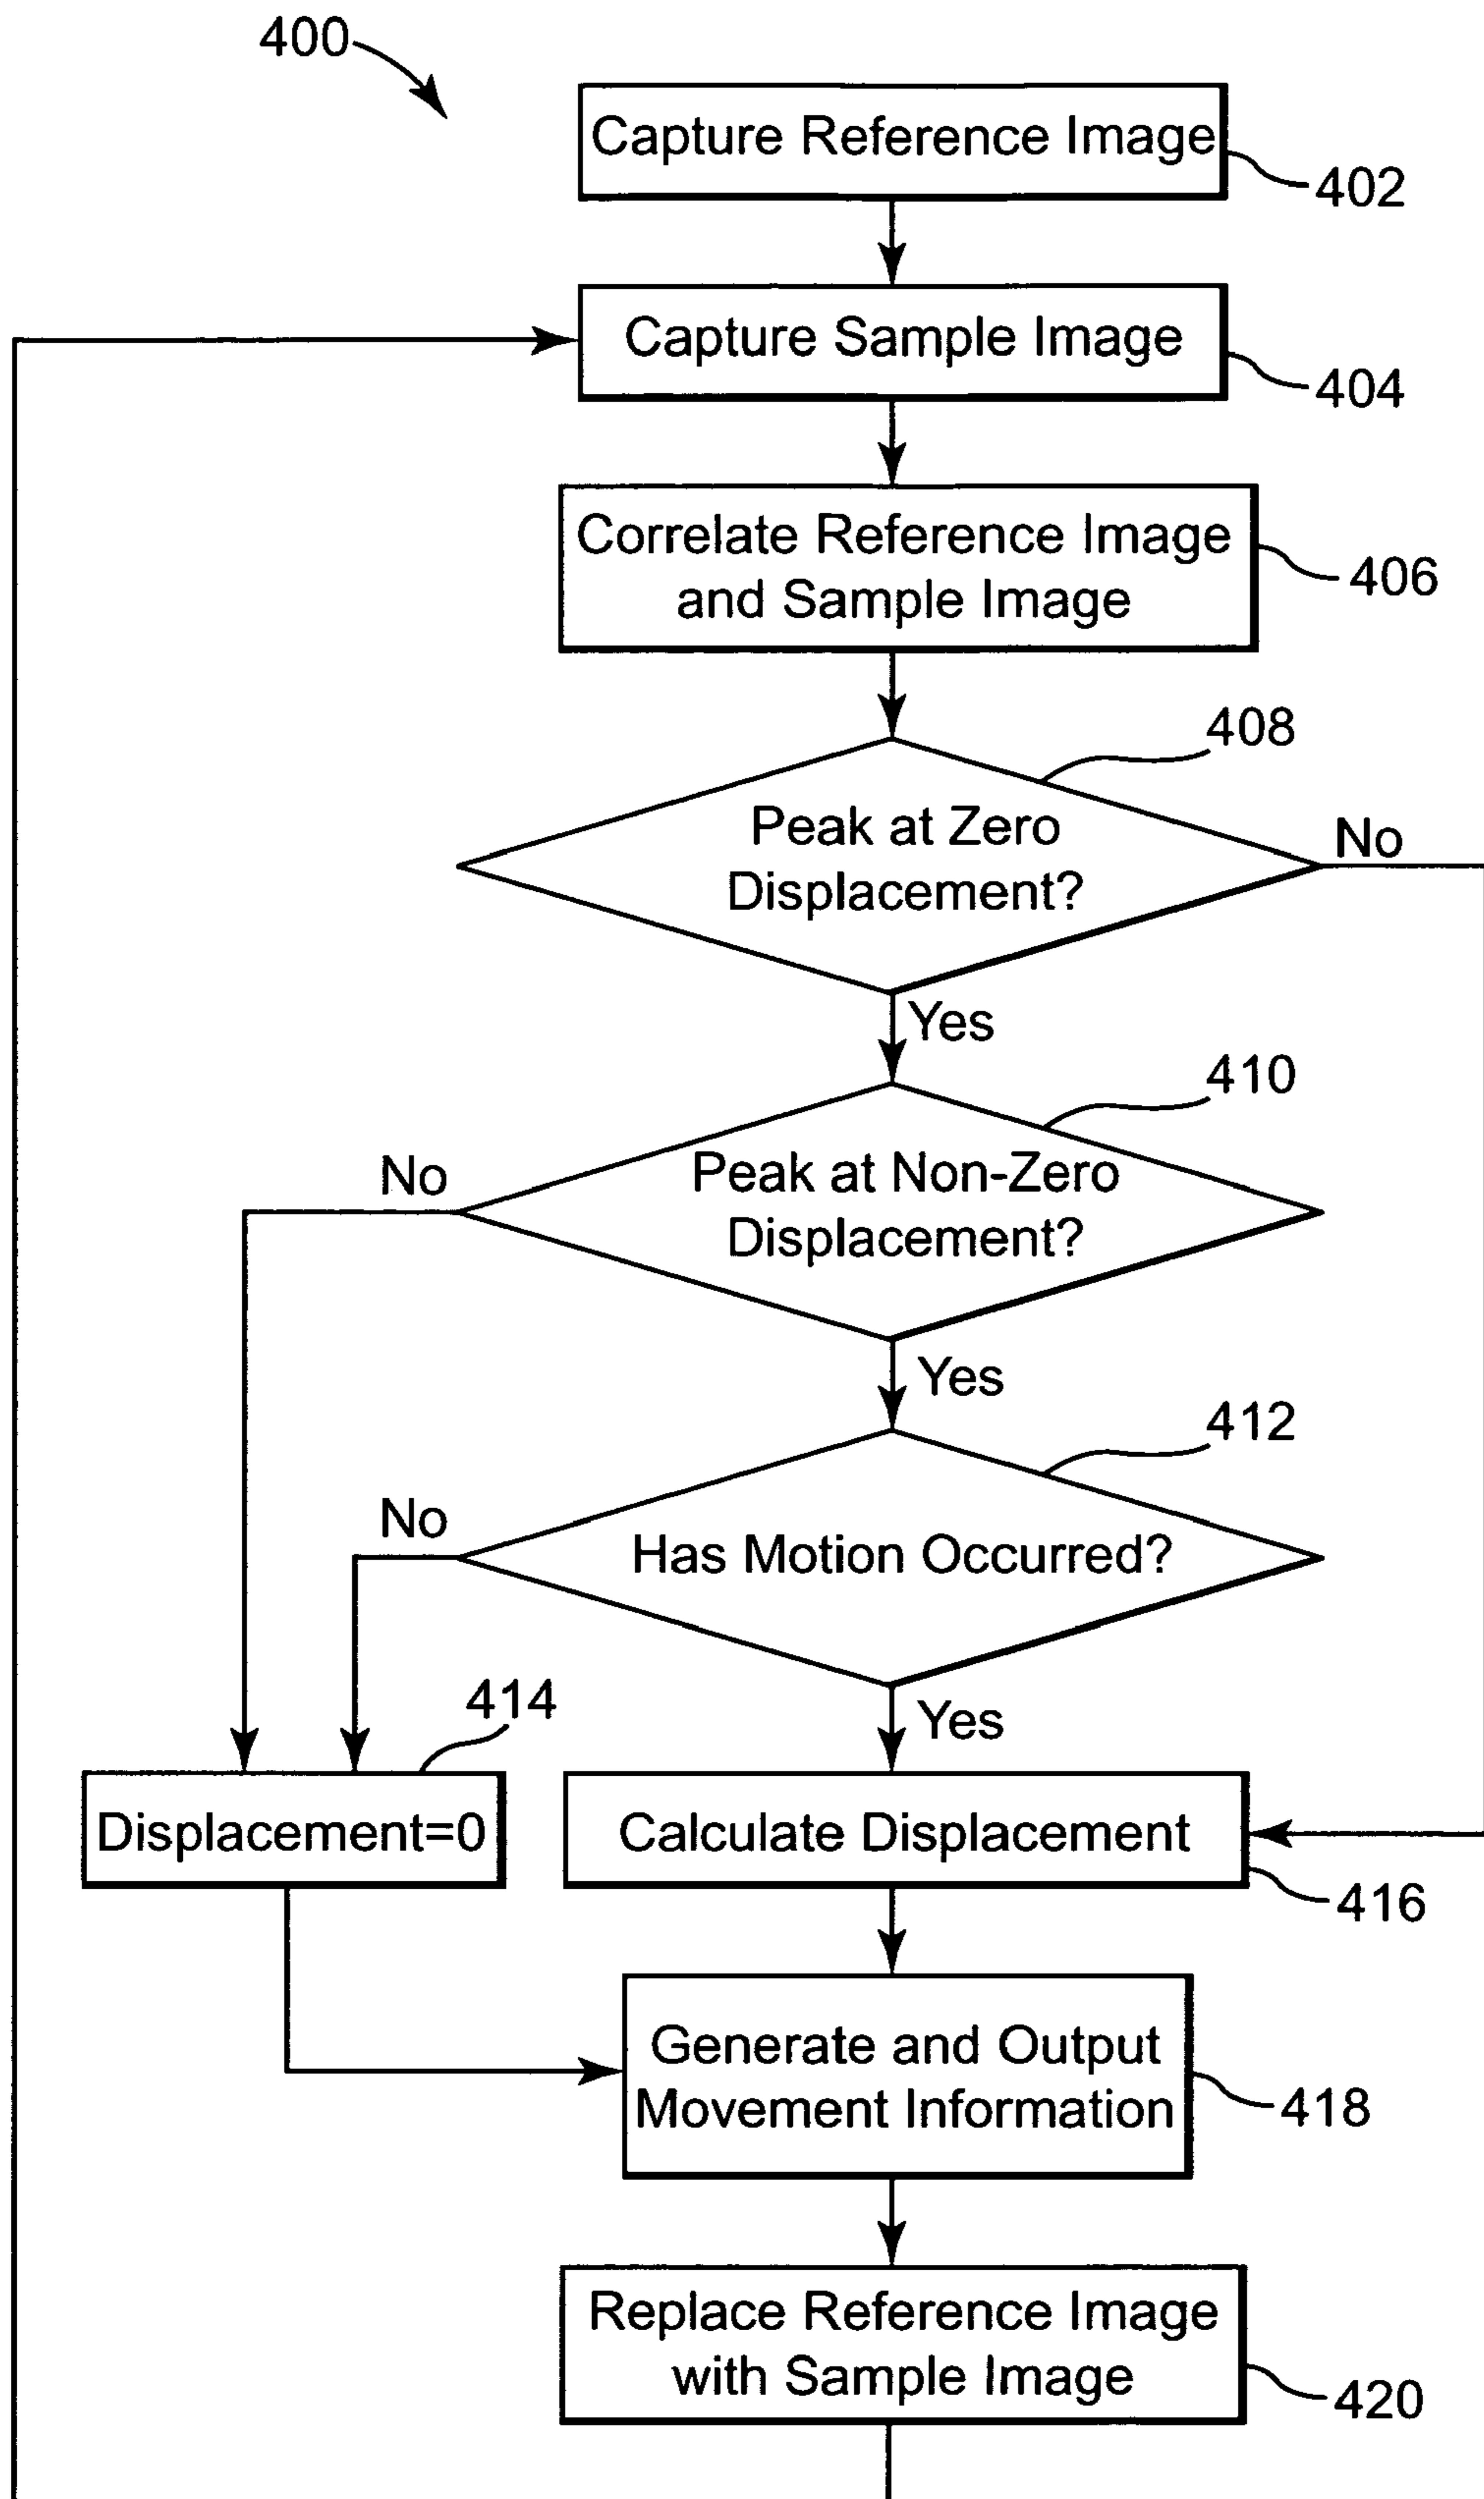 400
Capture Reference Image
402
Capture Sample Image
404
Correlate Reference Image
and Sample Image
406
408
Peak at Zero
Displacement?
No
Yes
410
Peak at Non-Zero
Displacement?
No
Yes
412
Has Motion Occurred?
No
Yes
414
Displacement=0
Calculate Displacement
416
Generate and Output
Movement Information
418
Replace Reference Image
with Sample Image
420